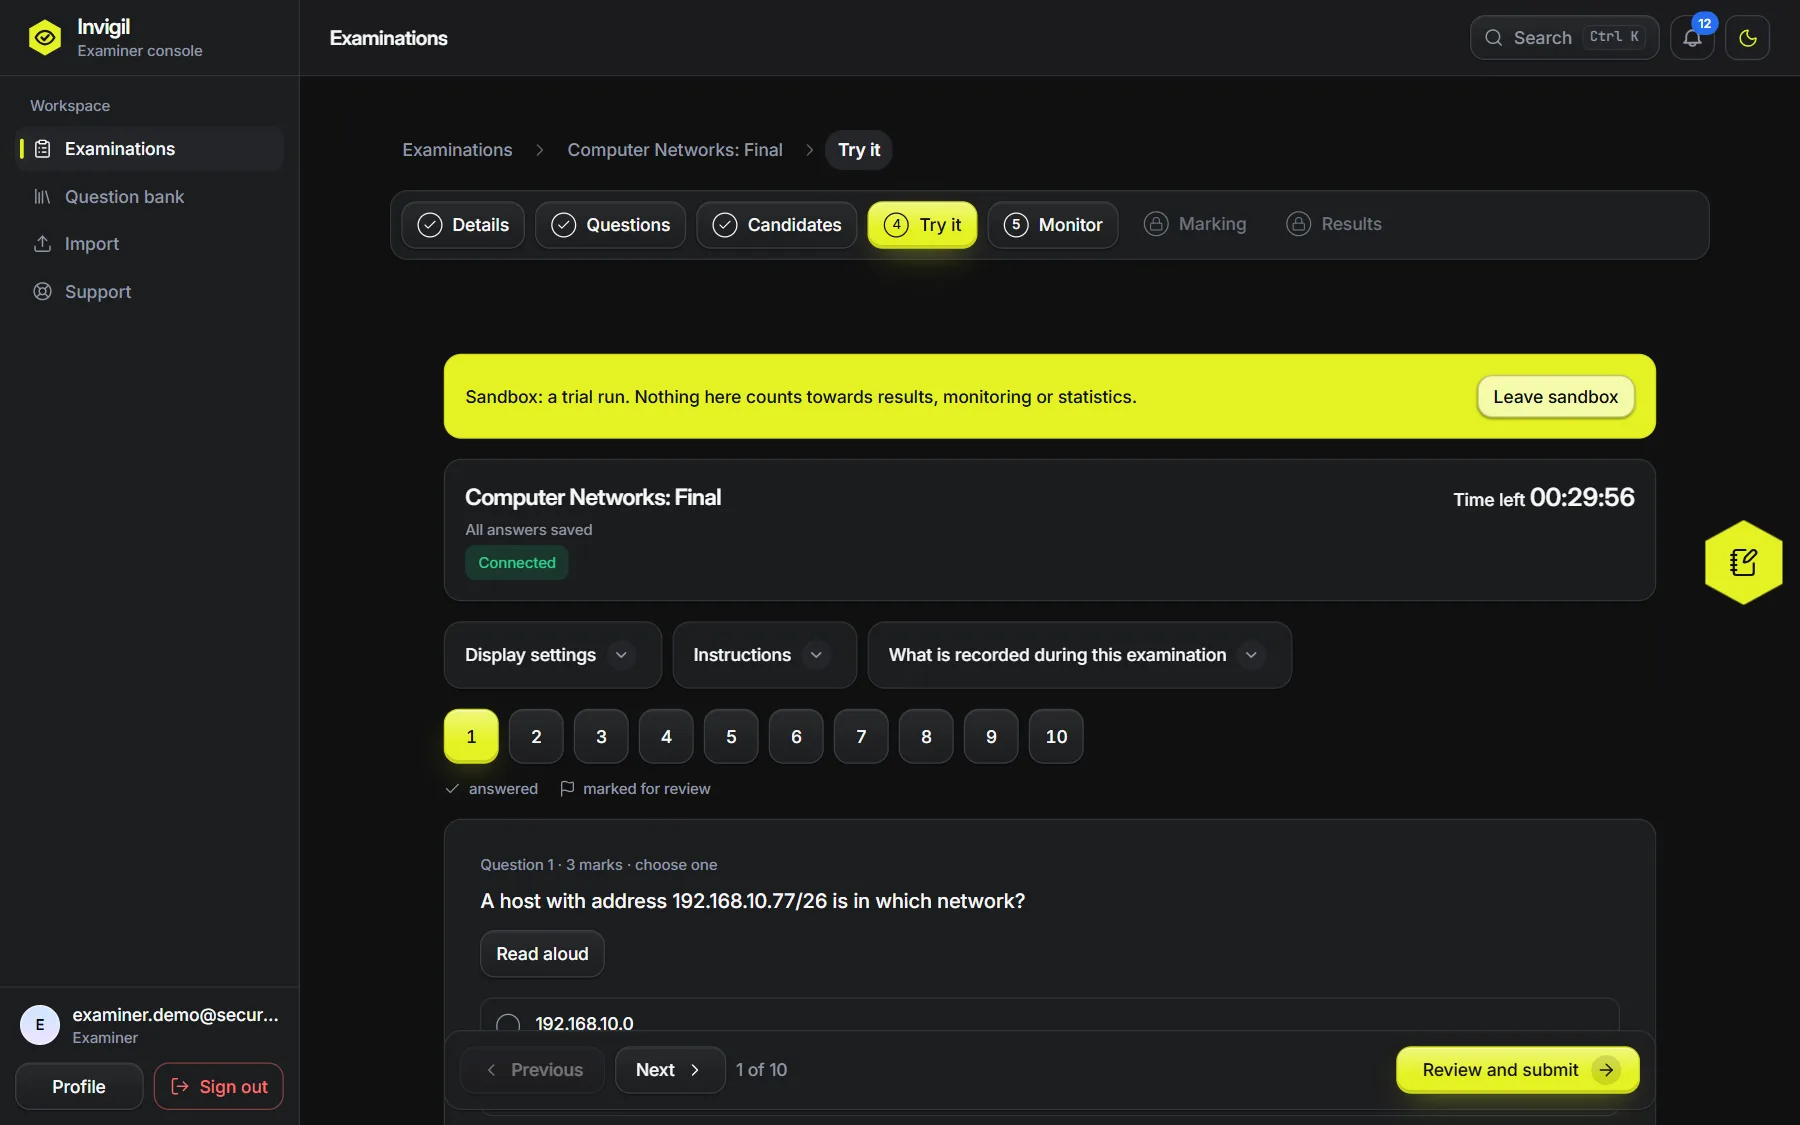 Invigil
Examiner console
Examinations
Search Ctrl K
12
Workspace
Examinations
Question bank
Import
Support
Examinations > Computer Networks: Final > Try it
Details Questions Candidates 4 Try it 5 Monitor Marking Results
Sandbox: a trial run. Nothing here counts towards results, monitoring or statistics.
Leave sandbox
Computer Networks: Final
Time left 00:29:56
All answers saved
Connected
Display settings Instructions What is recorded during this examination
1 2 3 4 5 6 7 8 9 10
answered marked for review
Question 1 · 3 marks · choose one
A host with address 192.168.10.77/26 is in which network?
Read aloud
192.168.10.0
Previous Next 1 of 10 Review and submit
E
examiner.demo@secur...
Examiner
Profile Sign out